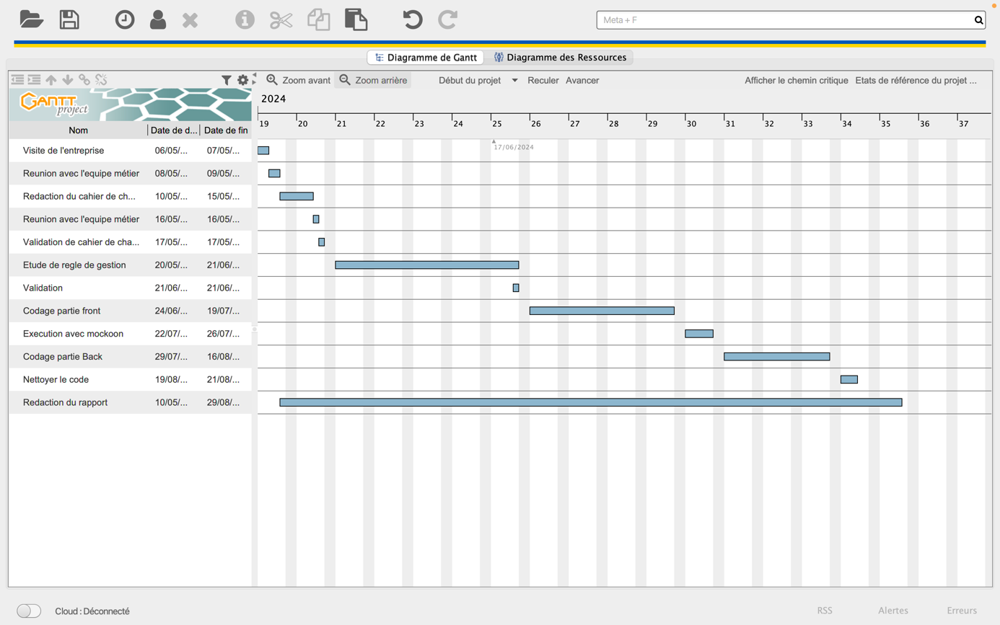 Meta + F
Diagramme de Gantt Diagramme des Ressources
Zoom avant Zoom arrière Début du projet Reculer Avancer Afficher le chemin critique Etats de référence du projet ...
GANTT project
2024
19 20 21 22 23 24 25 26 27 28 29 30 31 32 33 34 35 36 37
Nom Date de d... Date de fin
17/06/2024
Visite de l'entreprise 06/05/... 07/05/...
Reunion avec l'equipe métier 08/05/... 09/05/...
Redaction du cahier de ch... 10/05/... 15/05/...
Reunion avec l'equipe métier 16/05/... 16/05/...
Validation de cahier de cha... 17/05/... 17/05/...
Etude de regle de gestion 20/05/... 21/06/...
Validation 21/06/... 21/06/...
Codage partie front 24/06/... 19/07/...
Execution avec mockoon 22/07/... 26/07/...
Codage partie Back 29/07/... 16/08/...
Nettoyer le code 19/08/... 21/08/...
Redaction du rapport 10/05/... 29/08/...
Cloud : Déconnecté RSS Alertes Erreurs